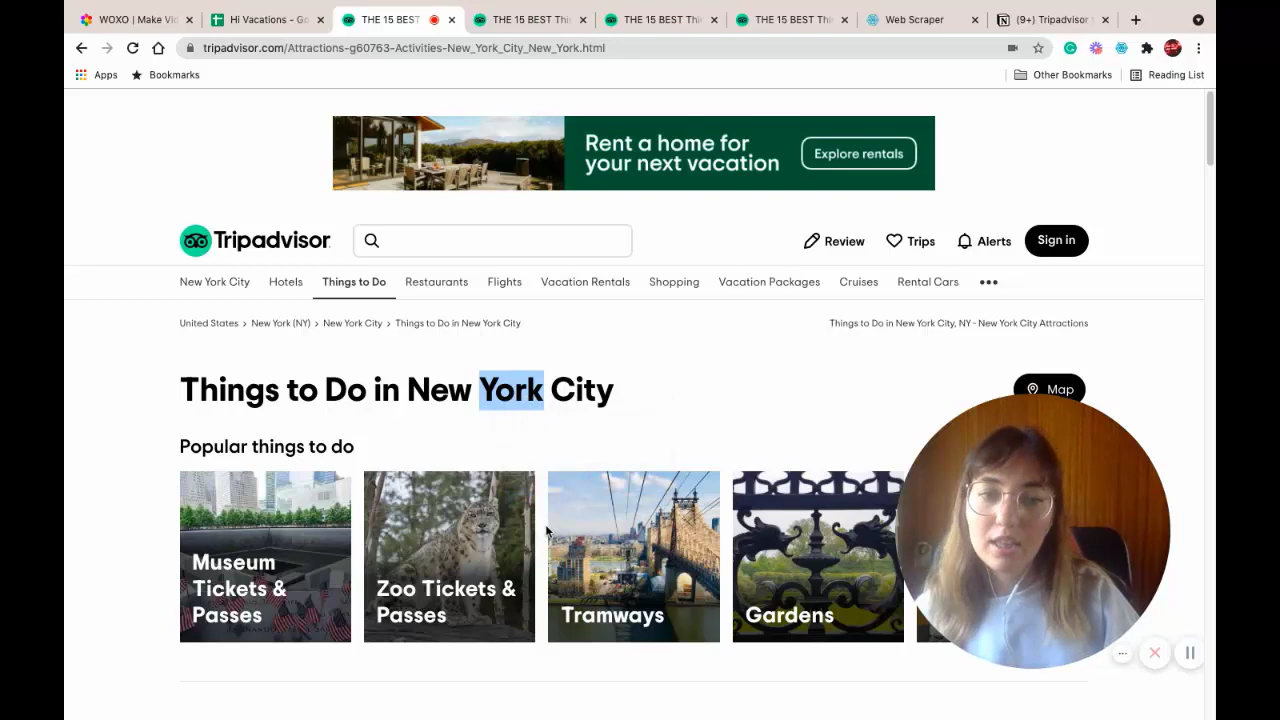 WOXO | Make Vi
Hi Vacations - Go
THE 15 BEST
THE 15 BEST Thi
THE 15 BEST Thi
THE 15 BEST Thi
Web Scraper
(9+) Tripadvisor
tripadvisor.com/Attractions-g60763-Activities-New_York_City_New_York.html
Apps
Bookmarks
Other Bookmarks
Reading List
Rent a home for
your next vacation
Explore rentals
Tripadvisor
Review
Trips
Alerts
Sign in
New York City
Hotels
Things to Do
Restaurants
Flights
Vacation Rentals
Shopping
Vacation Packages
Cruises
Rental Cars
United States › New York (NY) › New York City › Things to Do in New York City
Things to Do in New York City, NY - New York City Attractions
Things to Do in New York City
Map
Popular things to do
Museum
Tickets &
Passes
Zoo Tickets &
Passes
Tramways
Gardens